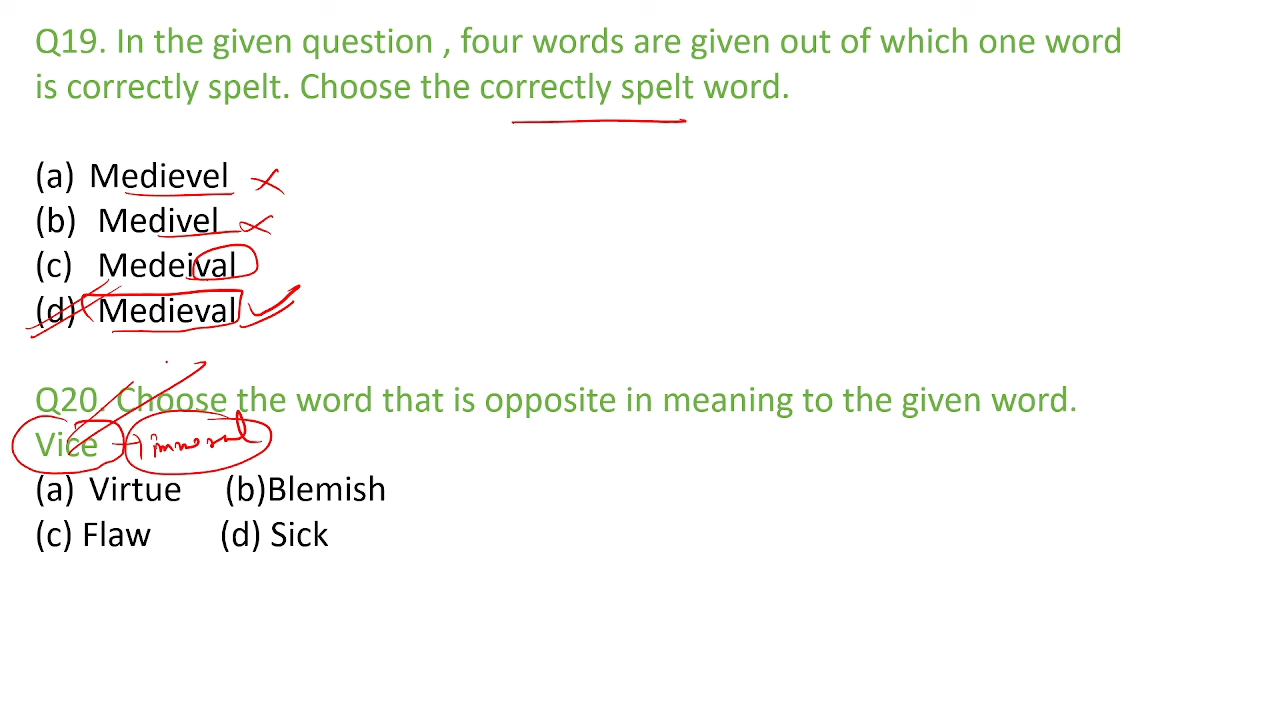 Q19. In the given question , four words are given out of which one word
is correctly spelt. Choose the correctly spelt word.
(a) Medievel
(b) Medivel
(c) Medeival
(d) Medieval
Q20. Choose the word that is opposite in meaning to the given word.
Vice → immoral
(a) Virtue (b)Blemish
(c) Flaw (d) Sick